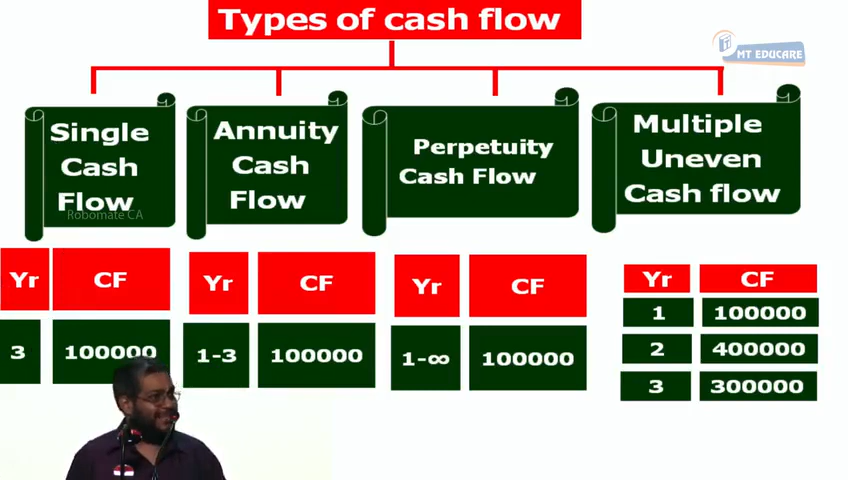 Types of cash flow
MT EDUCARE
Single
Cash
Flow
Robomate CA
Annuity
Cash
Flow
Perpetuity
Cash Flow
Multiple
Uneven
Cash flow
Yr CF
3 100000
Yr CF
1-3 100000
Yr CF
1-∞ 100000
Yr CF
1 100000
2 400000
3 300000